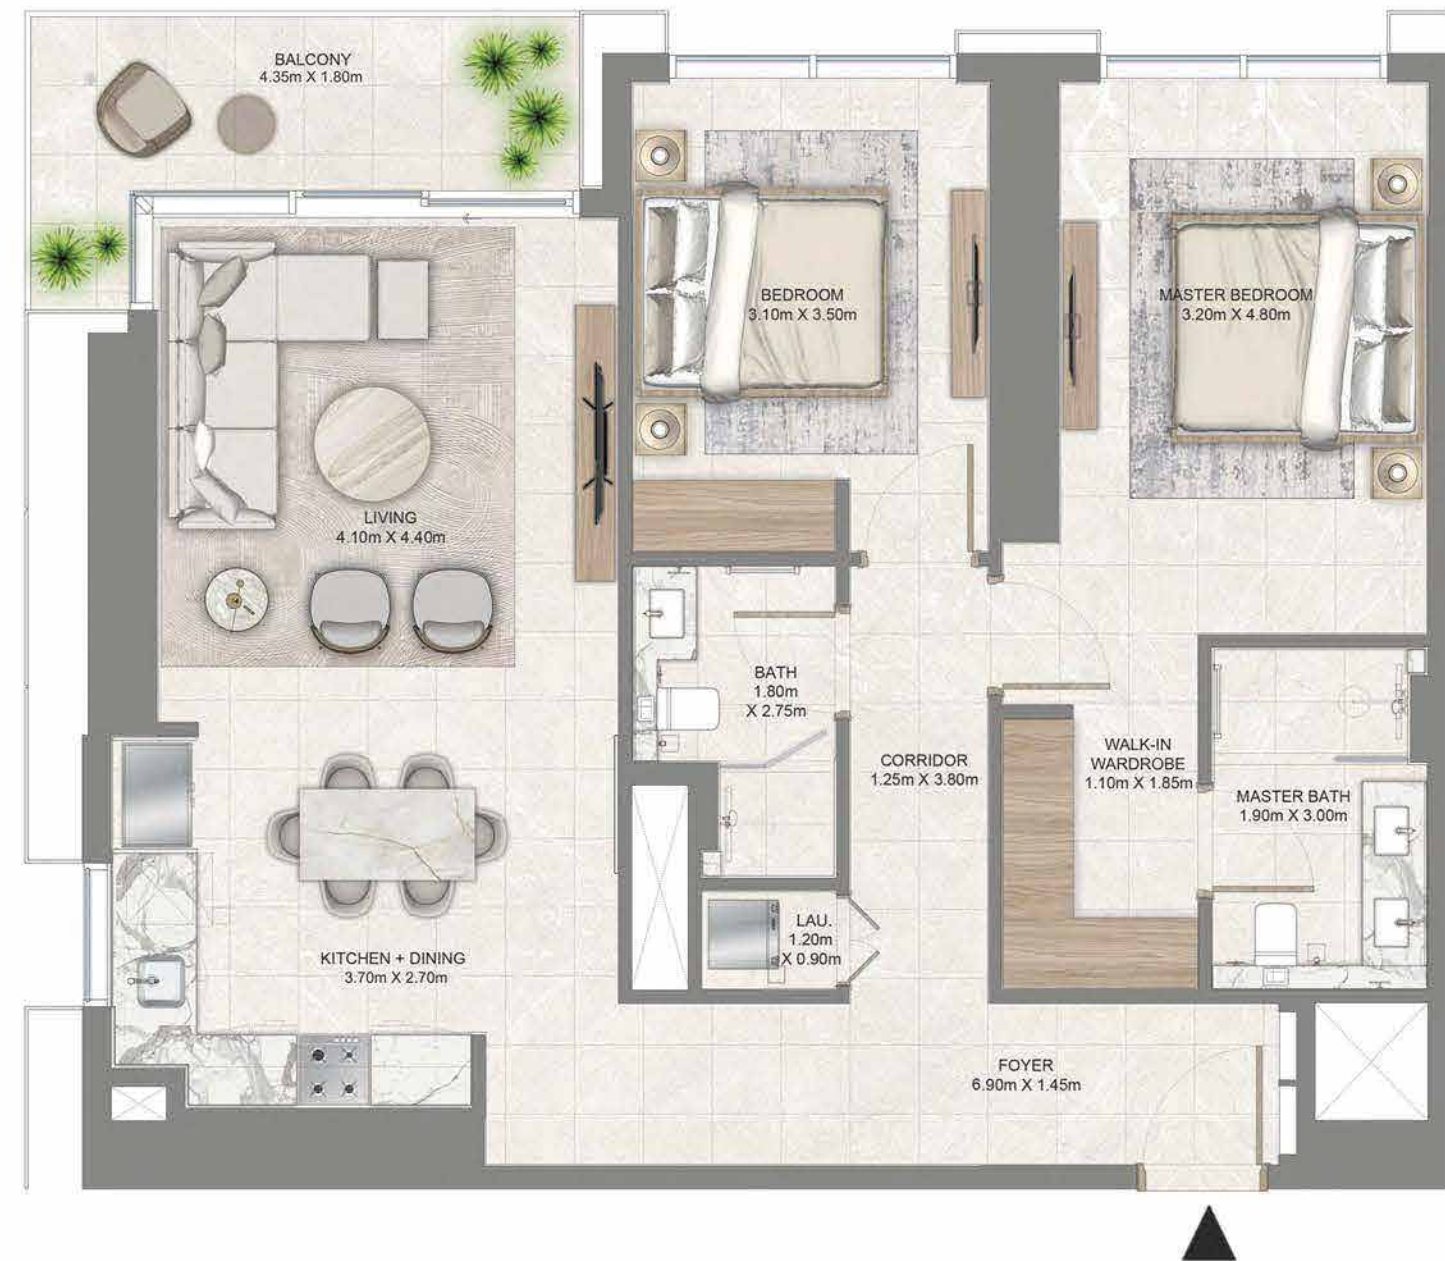 BALCONY
4.35m X 1.80m
BEDROOM
3.10m X 3.50m
MASTER BEDROOM
3.20m X 4.80m
LIVING
4.10m X 4.40m
BATH
1.80m
X 2.75m
CORRIDOR
1.25m X 3.80m
WALK-IN
WARDROBE
1.10m X 1.85m
MASTER BATH
1.90m X 3.00m
LAU.
1.20m
X 0.90m
KITCHEN + DINING
3.70m X 2.70m
FOYER
6.90m X 1.45m